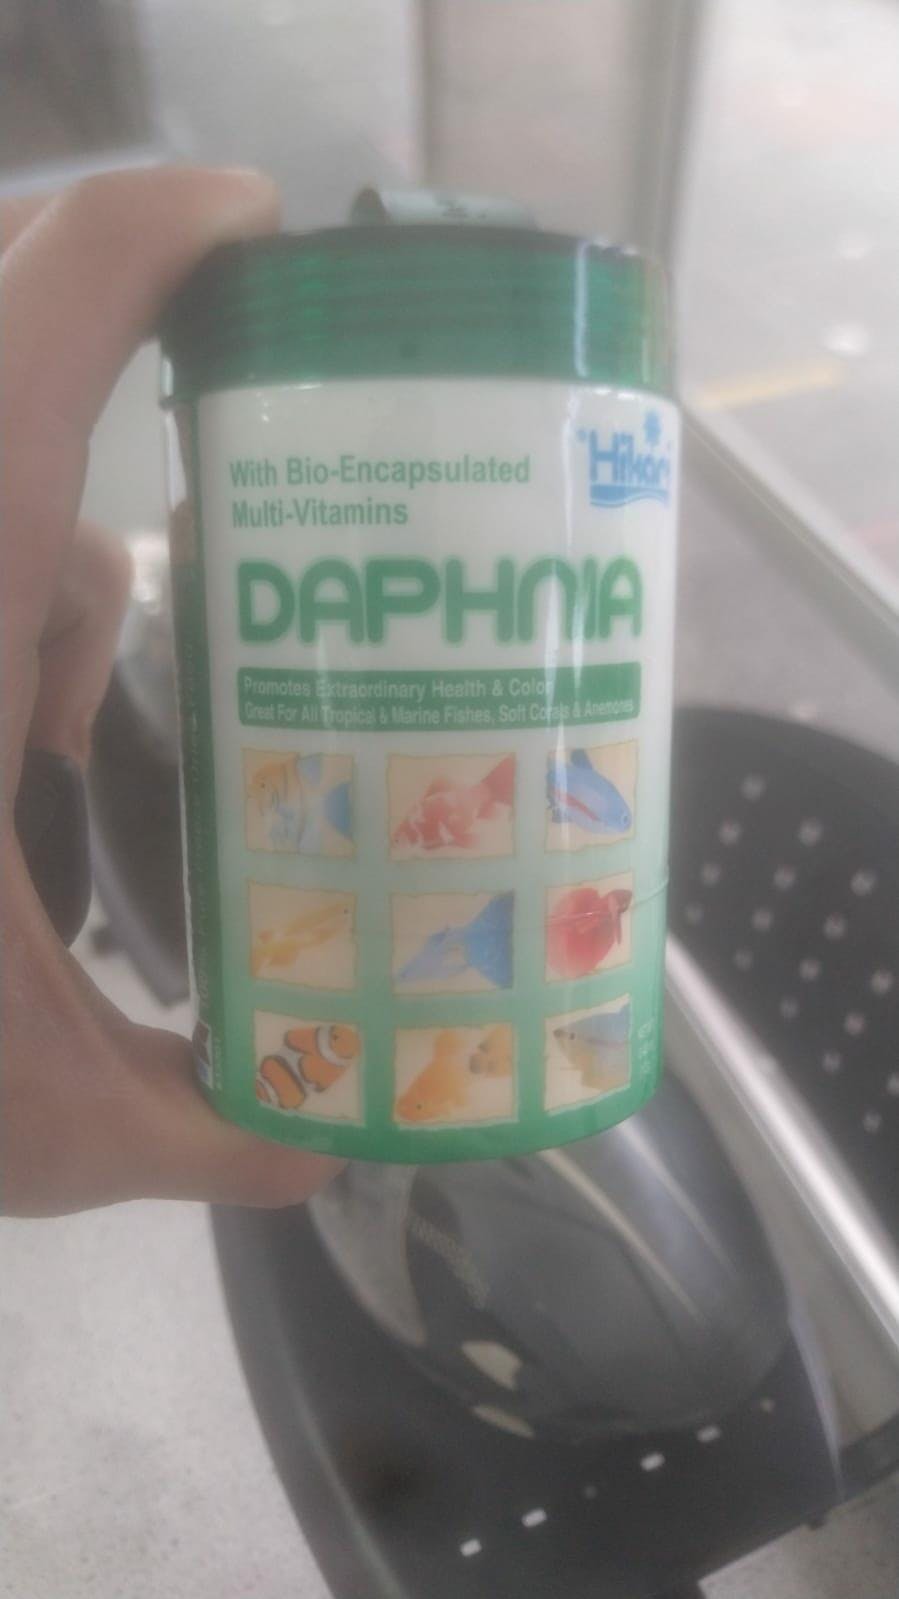 With Bio-Encapsulated
Multi-Vitamins
Hikari
DAPHNIA
Promotes Extraordinary Health & Color
Great For All Tropical & Marine Fishes, Soft Corals & Anemones